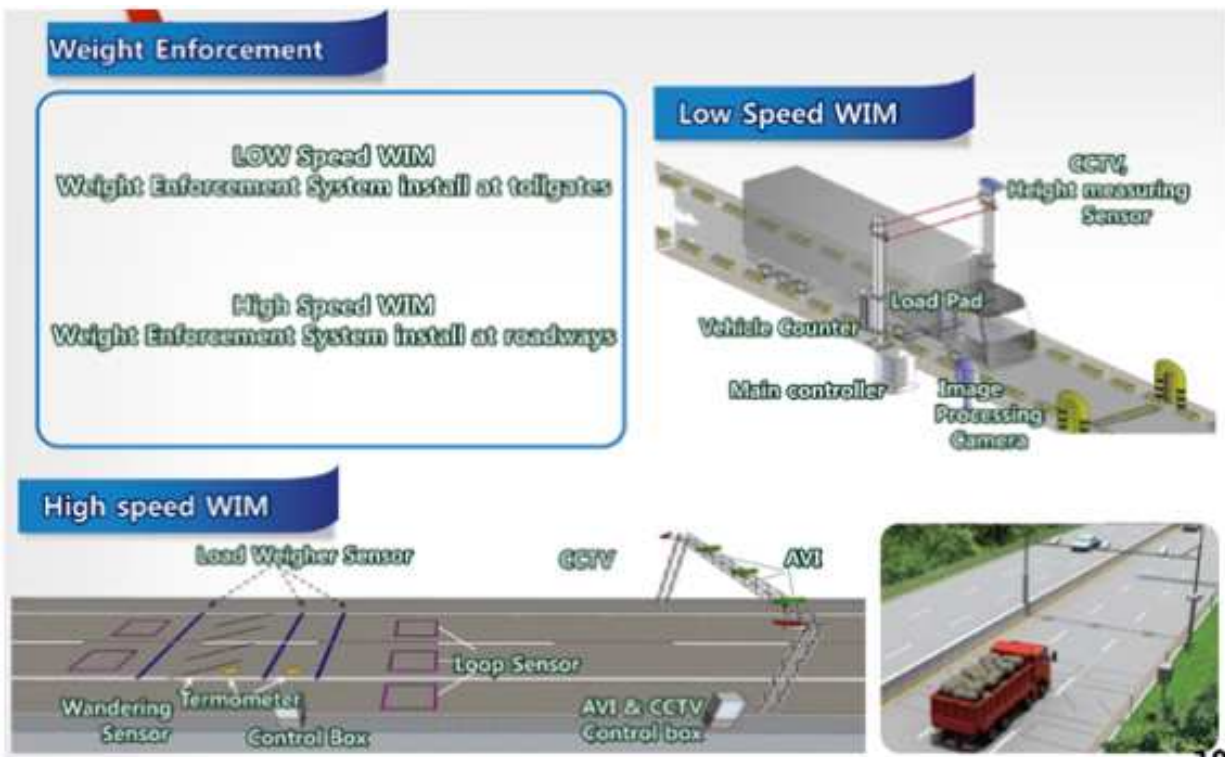 Weight Enforcement
LOW Speed WIM
Weight Enforcement System install at tollgates
High Speed WIM
Weight Enforcement System install at roadways
Low Speed WIM
CCTV,
Height measuring
Sensor
Load Pad
Vehicle Counter
Main controller
Image
Processing
Camera
High speed WIM
Load Weigher Sensor
CCTV
AVI
Loop Sensor
Wandering
Sensor
Termometer
Control Box
AVI & CCTV
Control box